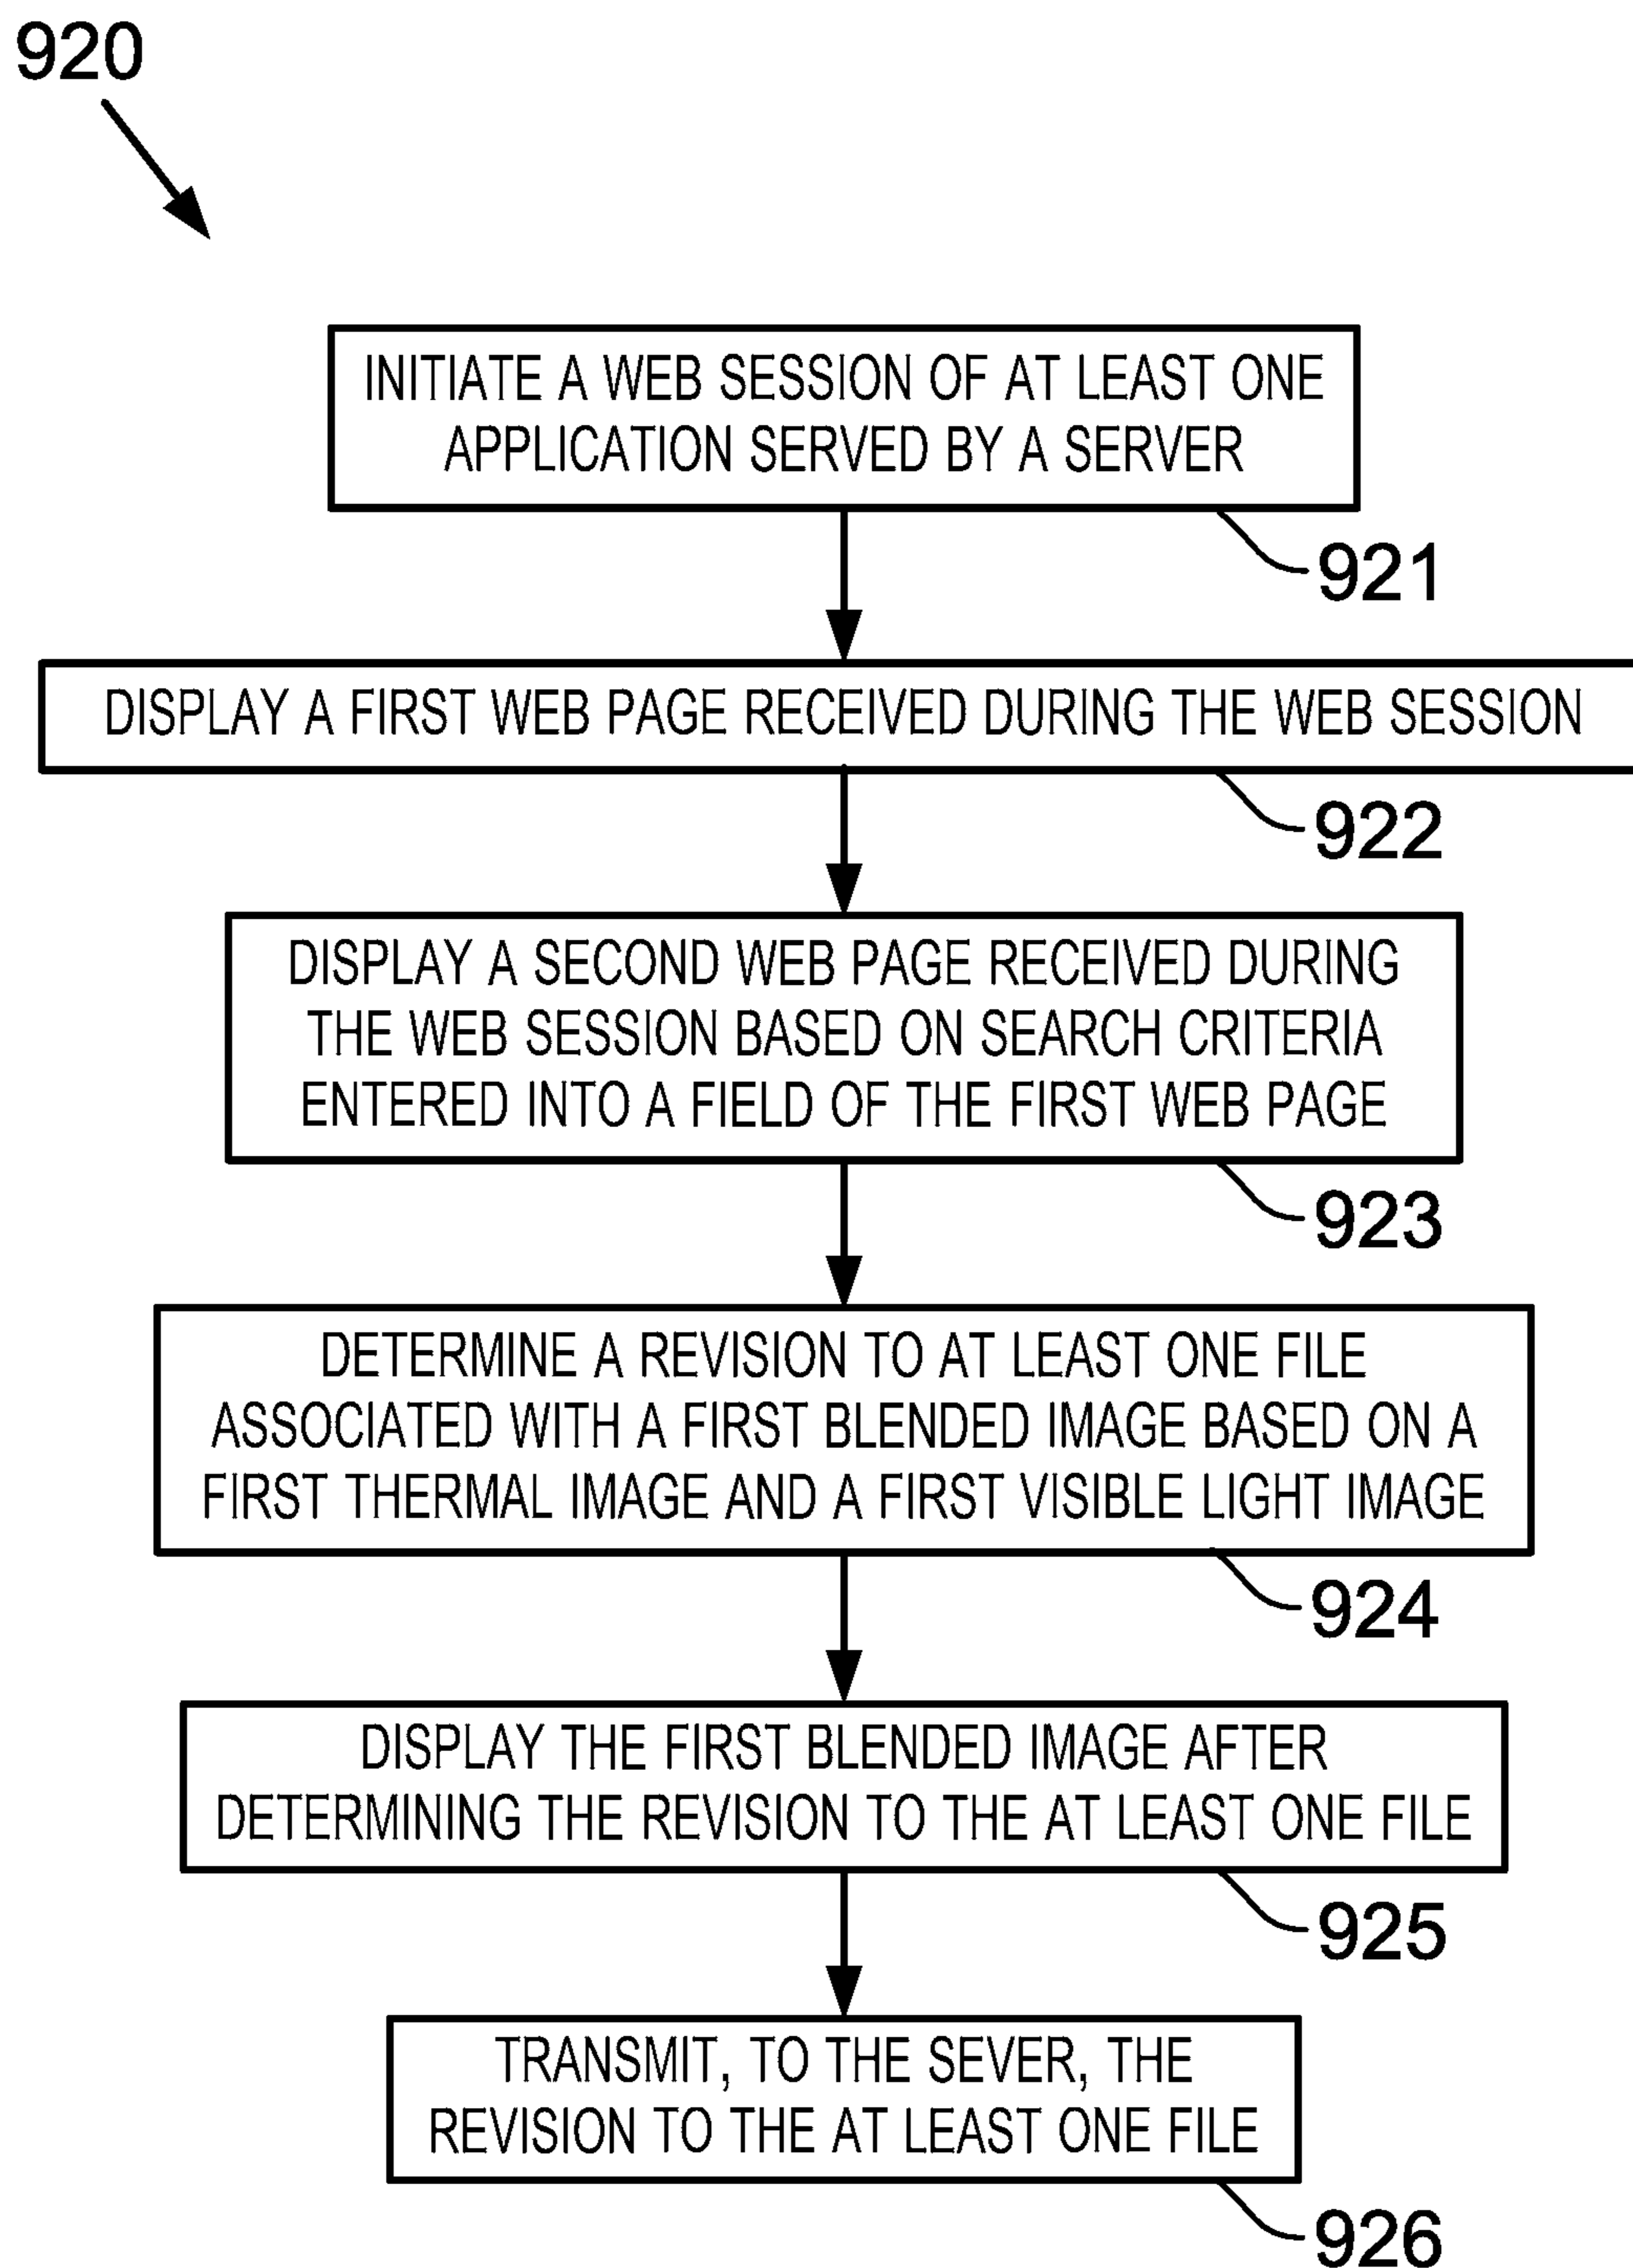 920
INITIATE A WEB SESSION OF AT LEAST ONE
APPLICATION SERVED BY A SERVER
921
DISPLAY A FIRST WEB PAGE RECEIVED DURING THE WEB SESSION
922
DISPLAY A SECOND WEB PAGE RECEIVED DURING
THE WEB SESSION BASED ON SEARCH CRITERIA
ENTERED INTO A FIELD OF THE FIRST WEB PAGE
923
DETERMINE A REVISION TO AT LEAST ONE FILE
ASSOCIATED WITH A FIRST BLENDED IMAGE BASED ON A
FIRST THERMAL IMAGE AND A FIRST VISIBLE LIGHT IMAGE
924
DISPLAY THE FIRST BLENDED IMAGE AFTER
DETERMINING THE REVISION TO THE AT LEAST ONE FILE
925
TRANSMIT, TO THE SEVER, THE
REVISION TO THE AT LEAST ONE FILE
926